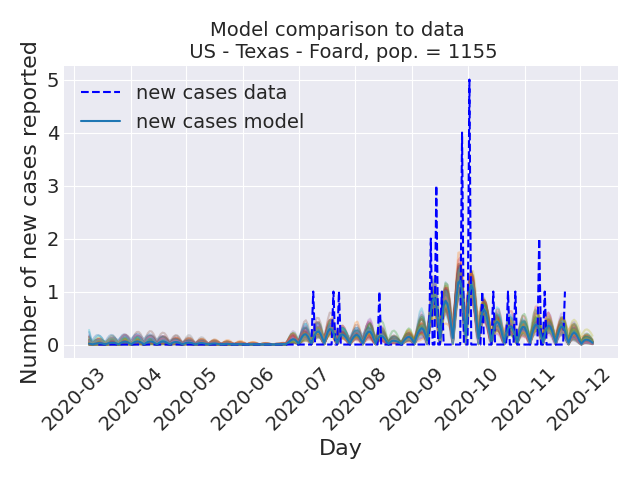 Model comparison to data
US - Texas - Foard, pop. = 1155
Number of new cases reported
5
4
3
2
1
0
new cases data
new cases model
2020-03
2020-04
2020-05
2020-06
2020-07
2020-08
2020-09
2020-10
2020-11
2020-12
Day